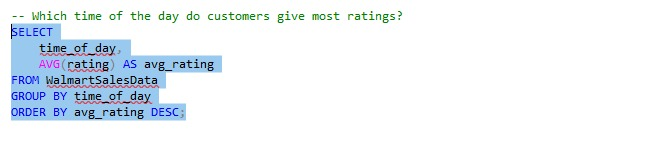 -- Which time of the day do customers give most ratings?
SELECT
    time_of_day,
    AVG(rating) AS avg_rating
FROM WalmartSalesData
GROUP BY time_of_day
ORDER BY avg_rating DESC;